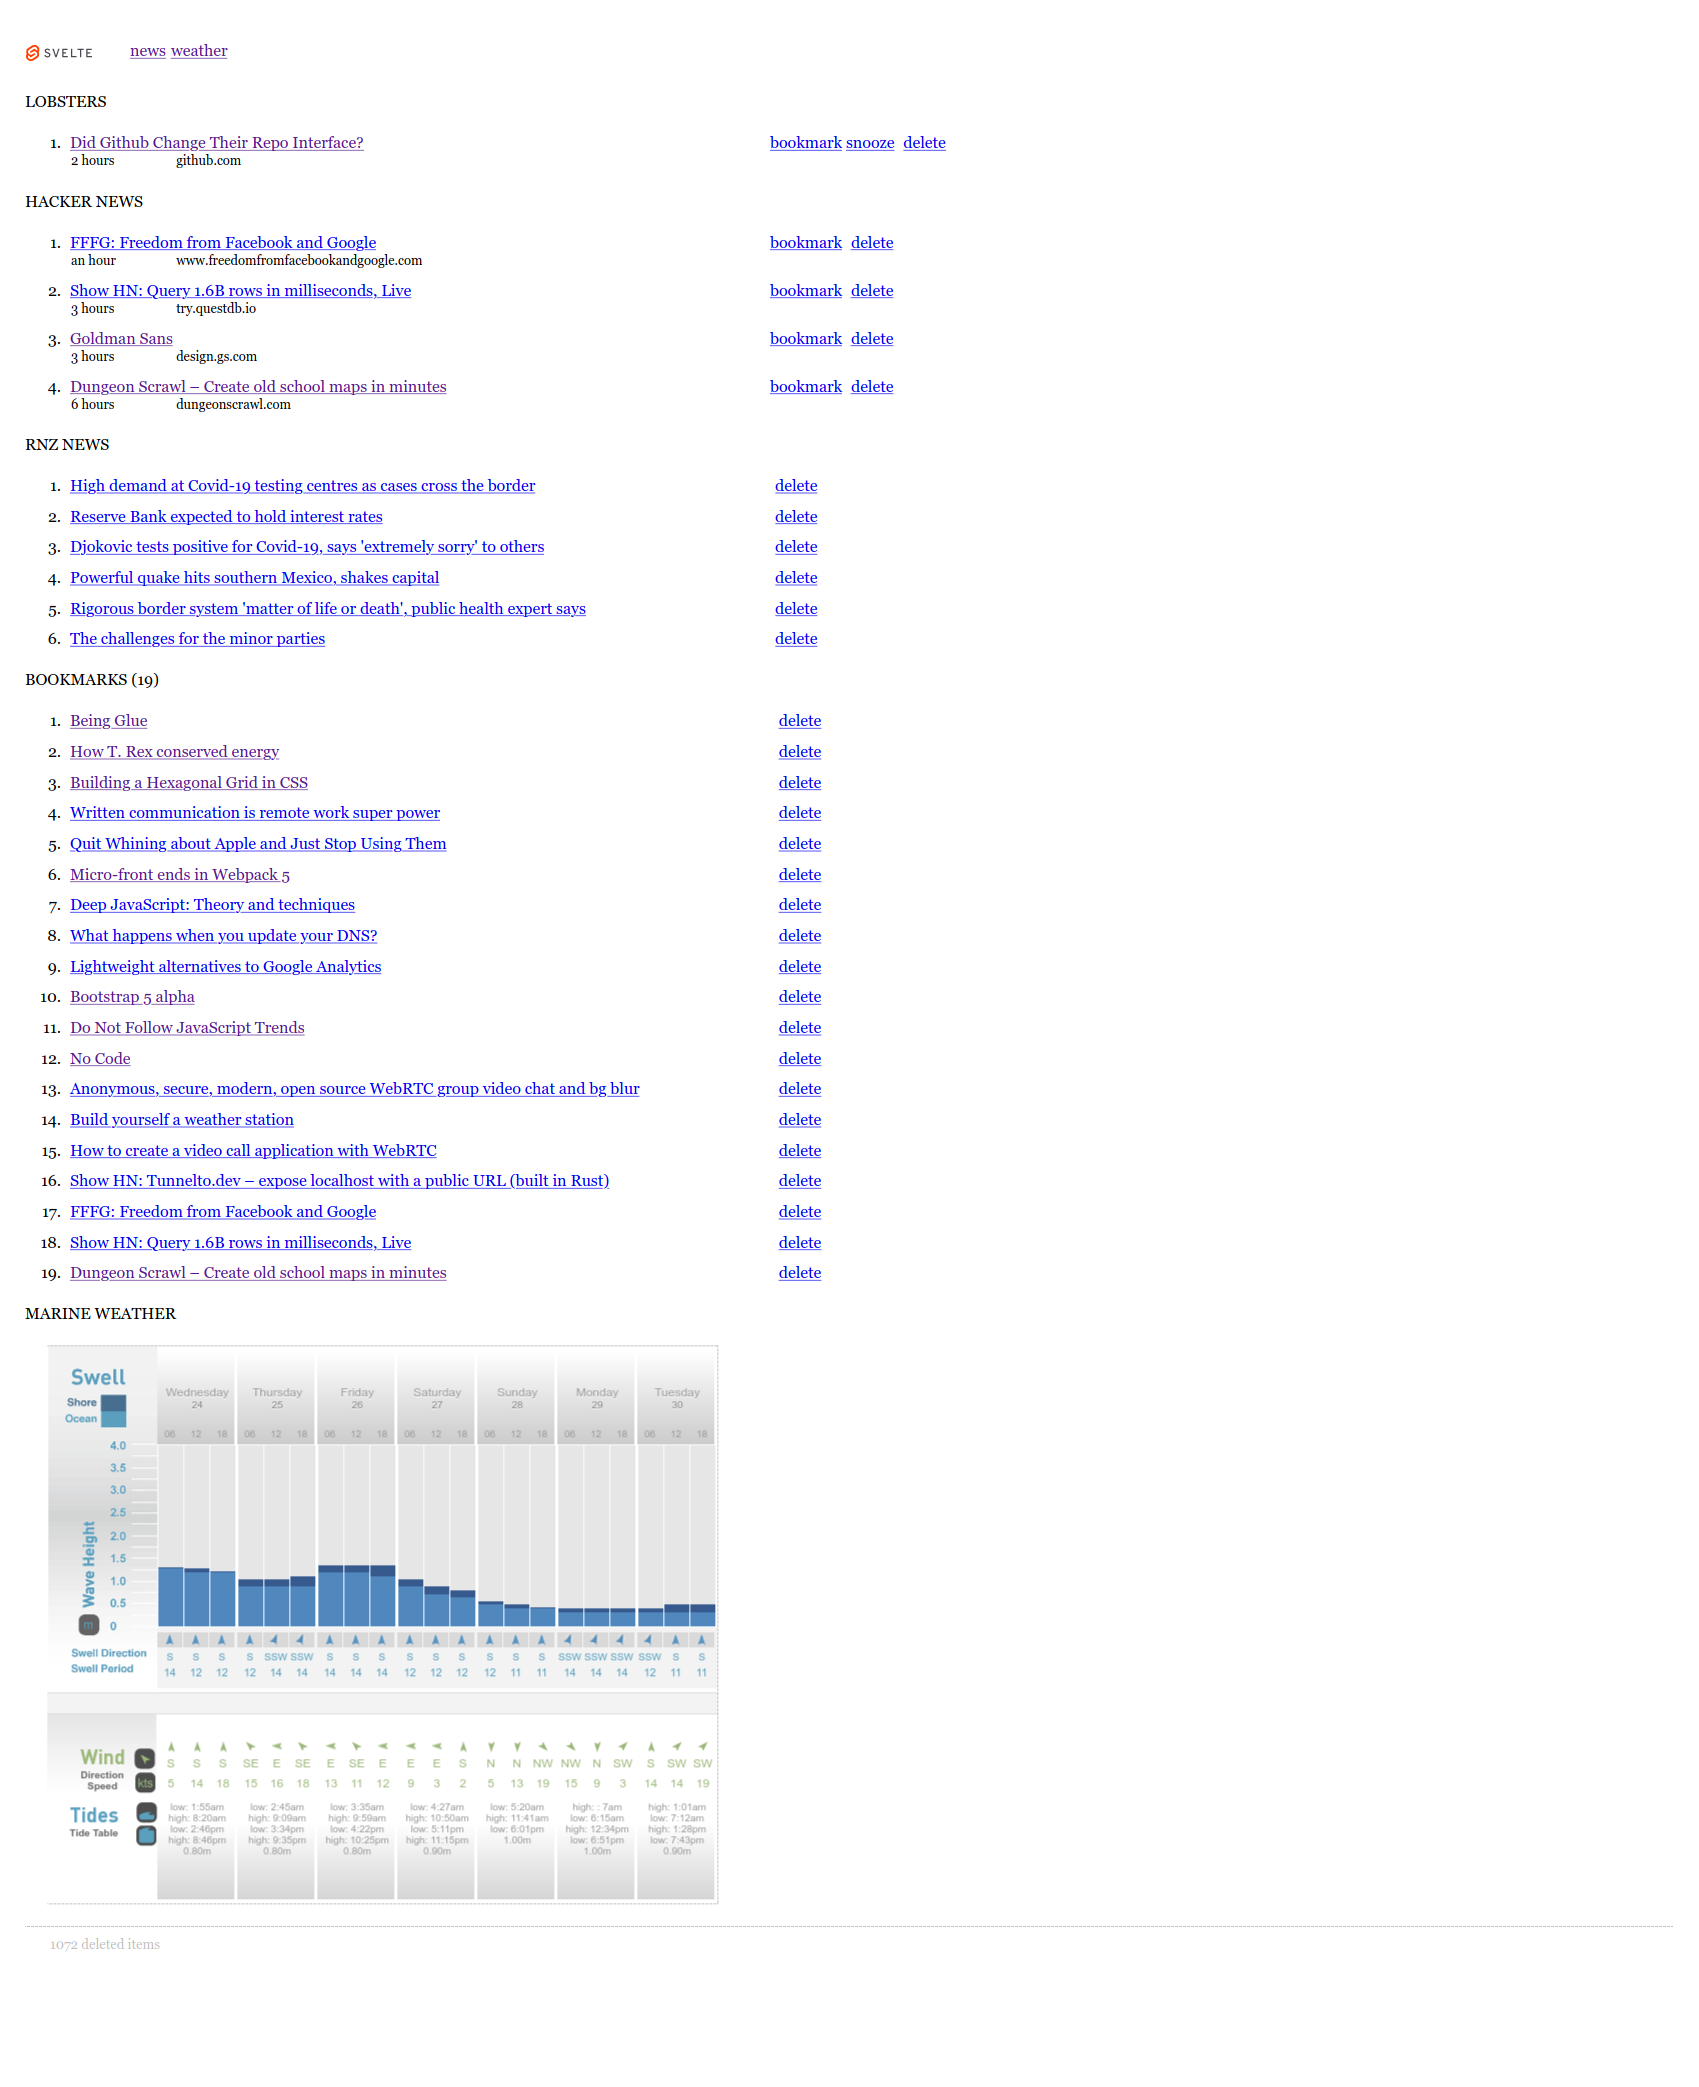 SVELTE news weather
LOBSTERS
1. Did Github Change Their Repo Interface? bookmark snooze delete
2 hours github.com
HACKER NEWS
1. FFFG: Freedom from Facebook and Google bookmark delete
an hour www.freedomfromfacebookandgoogle.com
2. Show HN: Query 1.6B rows in milliseconds, Live bookmark delete
3 hours try.questdb.io
3. Goldman Sans bookmark delete
3 hours design.gs.com
4. Dungeon Scrawl – Create old school maps in minutes bookmark delete
6 hours dungeonscrawl.com
RNZ NEWS
1. High demand at Covid-19 testing centres as cases cross the border delete
2. Reserve Bank expected to hold interest rates delete
3. Djokovic tests positive for Covid-19, says 'extremely sorry' to others delete
4. Powerful quake hits southern Mexico, shakes capital delete
5. Rigorous border system 'matter of life or death', public health expert says delete
6. The challenges for the minor parties delete
BOOKMARKS (19)
1. Being Glue delete
2. How T. Rex conserved energy delete
3. Building a Hexagonal Grid in CSS delete
4. Written communication is remote work super power delete
5. Quit Whining about Apple and Just Stop Using Them delete
6. Micro-front ends in Webpack 5 delete
7. Deep JavaScript: Theory and techniques delete
8. What happens when you update your DNS? delete
9. Lightweight alternatives to Google Analytics delete
10. Bootstrap 5 alpha delete
11. Do Not Follow JavaScript Trends delete
12. No Code delete
13. Anonymous, secure, modern, open source WebRTC group video chat and bg blur delete
14. Build yourself a weather station delete
15. How to create a video call application with WebRTC delete
16. Show HN: Tunnelto.dev – expose localhost with a public URL (built in Rust) delete
17. FFFG: Freedom from Facebook and Google delete
18. Show HN: Query 1.6B rows in milliseconds, Live delete
19. Dungeon Scrawl – Create old school maps in minutes delete
MARINE WEATHER
Swell
Shore
Ocean
Wednesday Thursday Friday Saturday Sunday Monday Tuesday
24 25 26 27 28 29 30
06 12 18 06 12 18 06 12 18 06 12 18 06 12 18 06 12 18 06 12 18
4.0
3.5
3.0
2.5
2.0
1.5
1.0
0.5
0
Wave Height
m
Swell Direction S S S S SSW SSW S S S S S S S S S SSW SSW SSW SSW S S
Swell Period 14 12 12 12 14 14 14 14 14 12 12 12 12 11 11 14 14 14 12 11 11
Wind
Direction S S S SE E SE E SE E E E S N N NW NW N SW S SW SW
Speed kts 5 14 18 15 16 18 13 11 12 9 3 2 5 13 19 15 9 3 14 14 19
Tides
Tide Table
low: 1:55am low: 2:45am low: 3:35am low: 4:27am low: 5:20am high: : 7am high: 1:01am
high: 8:20am high: 9:09am high: 9:59am high: 10:50am high: 11:41am low: 6:15am low: 7:12am
low: 2:46pm low: 3:34pm low: 4:22pm low: 5:11pm low: 6:01pm high: 12:34pm high: 1:28pm
high: 8:46pm high: 9:35pm high: 10:25pm high: 11:15pm 1.00m low: 6:51pm low: 7:43pm
0.80m 0.80m 0.80m 0.90m 1.00m 0.90m
1072 deleted items